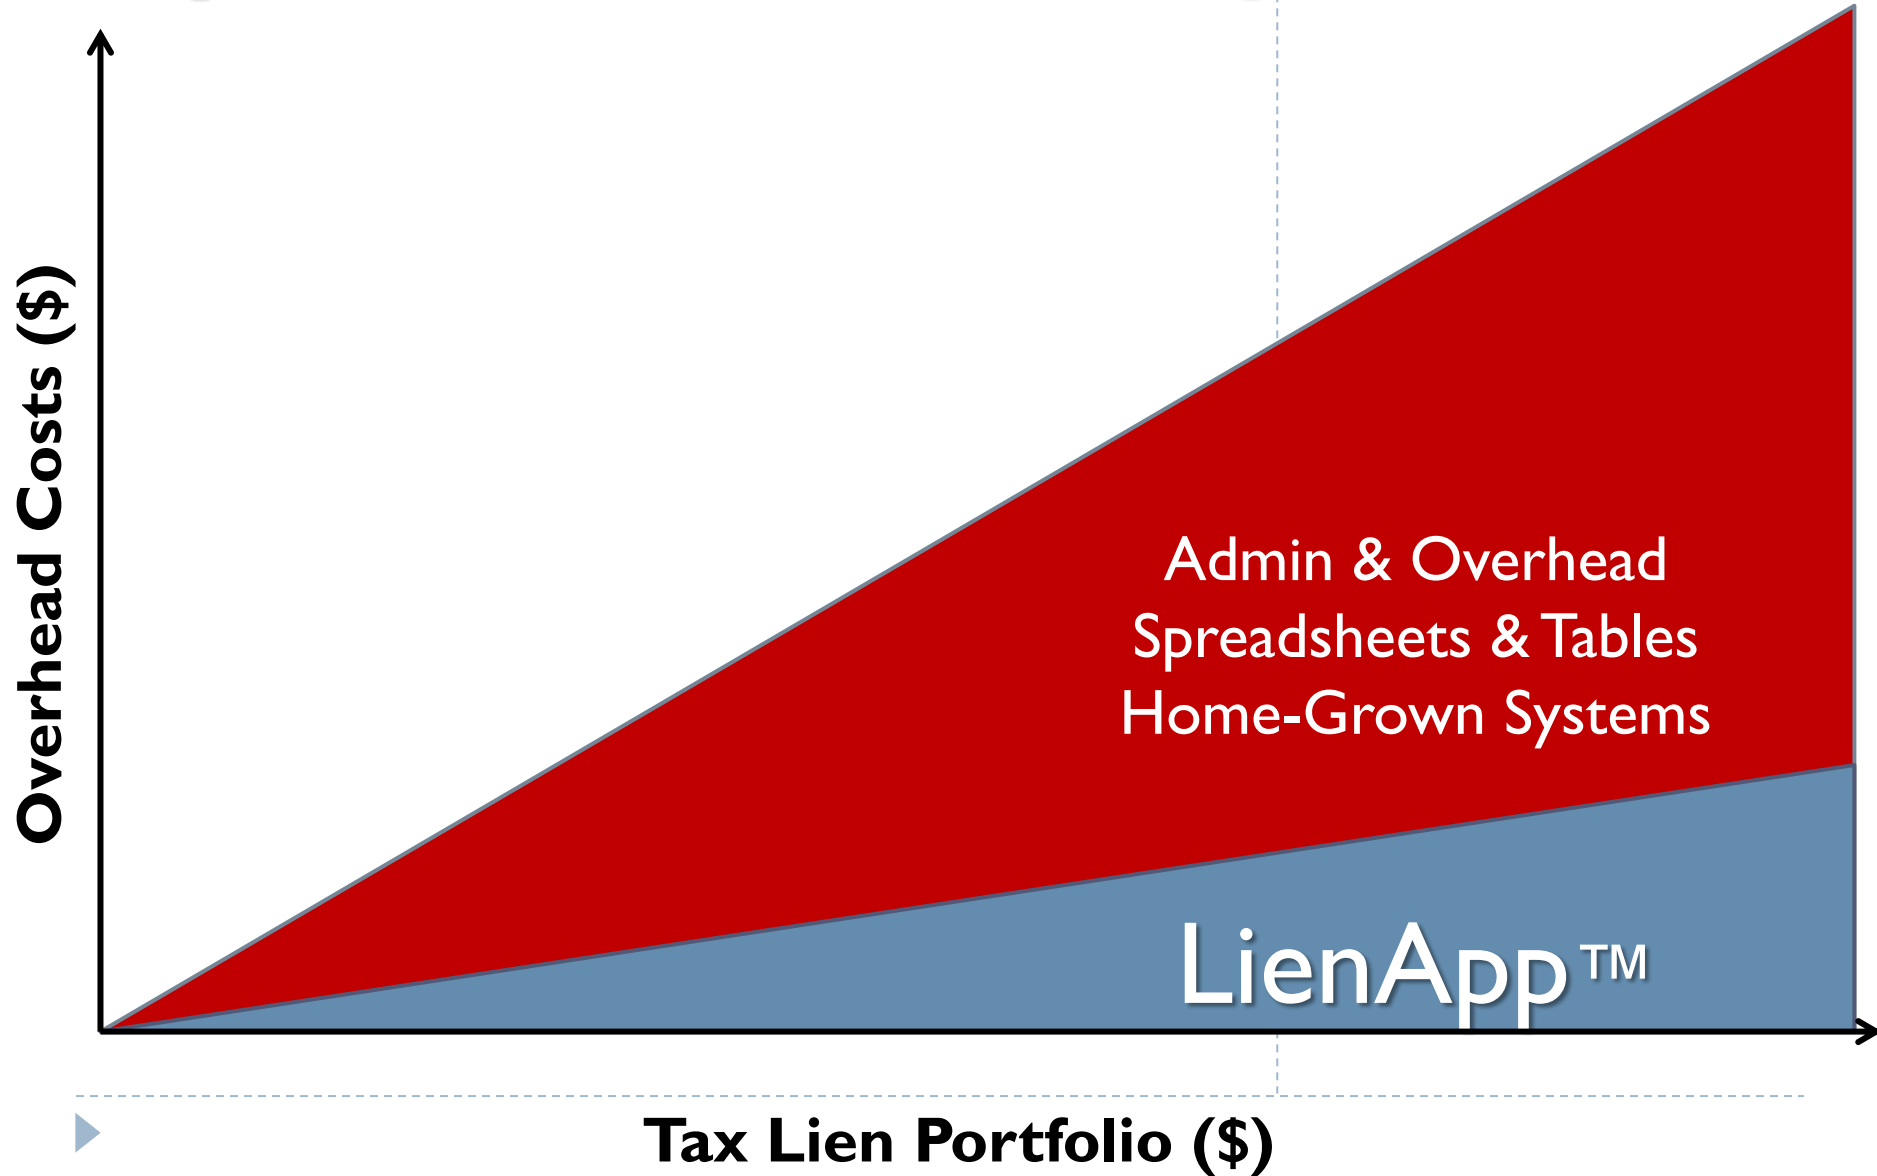 Overhead Costs ($)
Admin & Overhead
Spreadsheets & Tables
Home-Grown Systems
LienApp™
Tax Lien Portfolio ($)